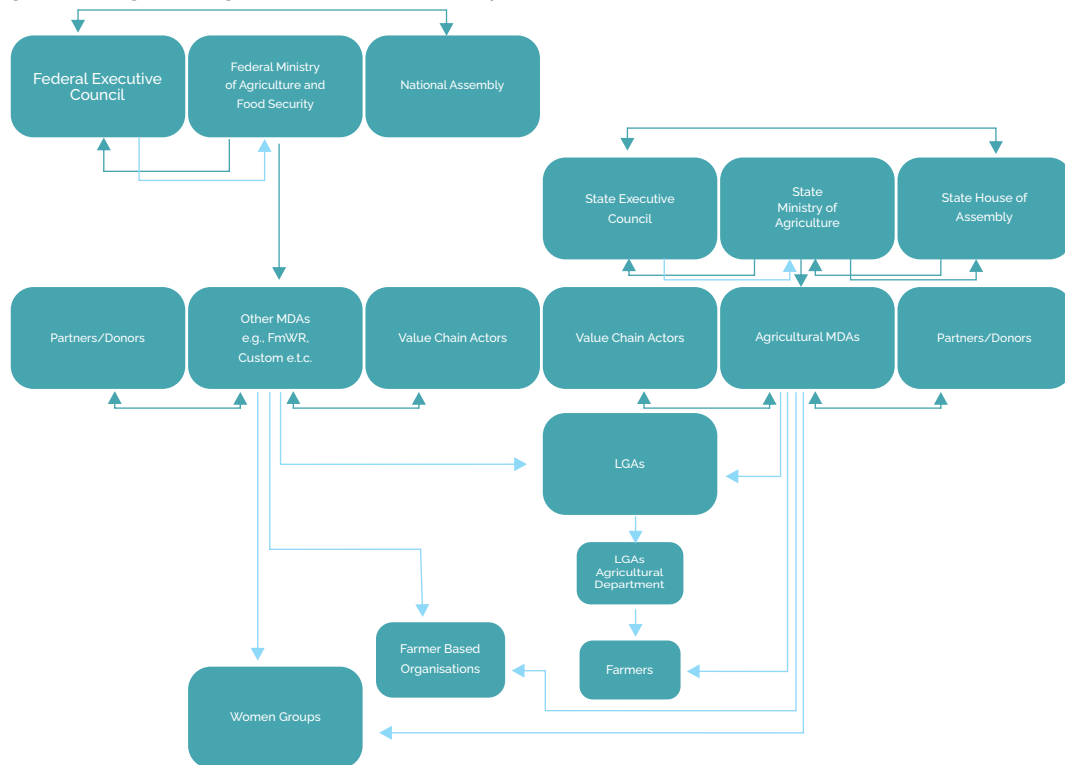 Federal Executive
Council
Federal Ministry
of Agriculture and
Food Security
National Assembly
State Executive
Council
State
Ministry of
Agriculture
State House of
Assembly
Partners/Donors
Other MDAs
e.g., FmWR,
Custom e.t.c.
Value Chain Actors
Value Chain Actors
Agricultural MDAs
Partners/Donors
LGAs
LGAs
Agricultural
Department
Farmer Based
Organisations
Farmers
Women Groups